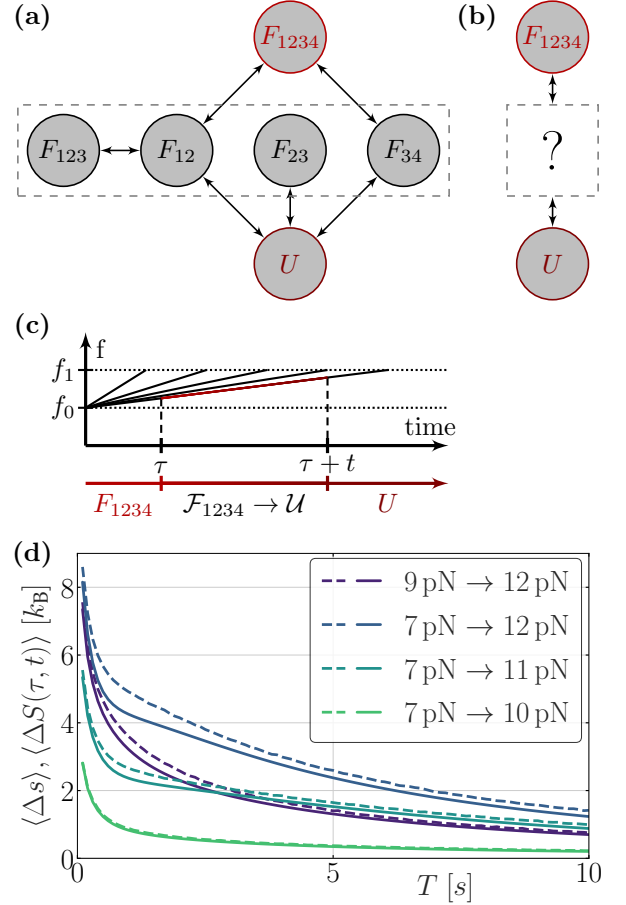 (a)
(b)
F₁₂₃₄
F₁₂₃₄
F₁₂₃
F₁₂
F₂₃
F₃₄
?
U
U
(c)
f
f₁
f₀
time
τ
τ + t
F₁₂₃₄
ℱ₁₂₃₄ → 𝒰
U
(d)
⟨Δs⟩, ⟨ΔS(τ, t)⟩ [k_B]
8
6
4
2
0
9 pN → 12 pN
7 pN → 12 pN
7 pN → 11 pN
7 pN → 10 pN
0
5
10
T [s]